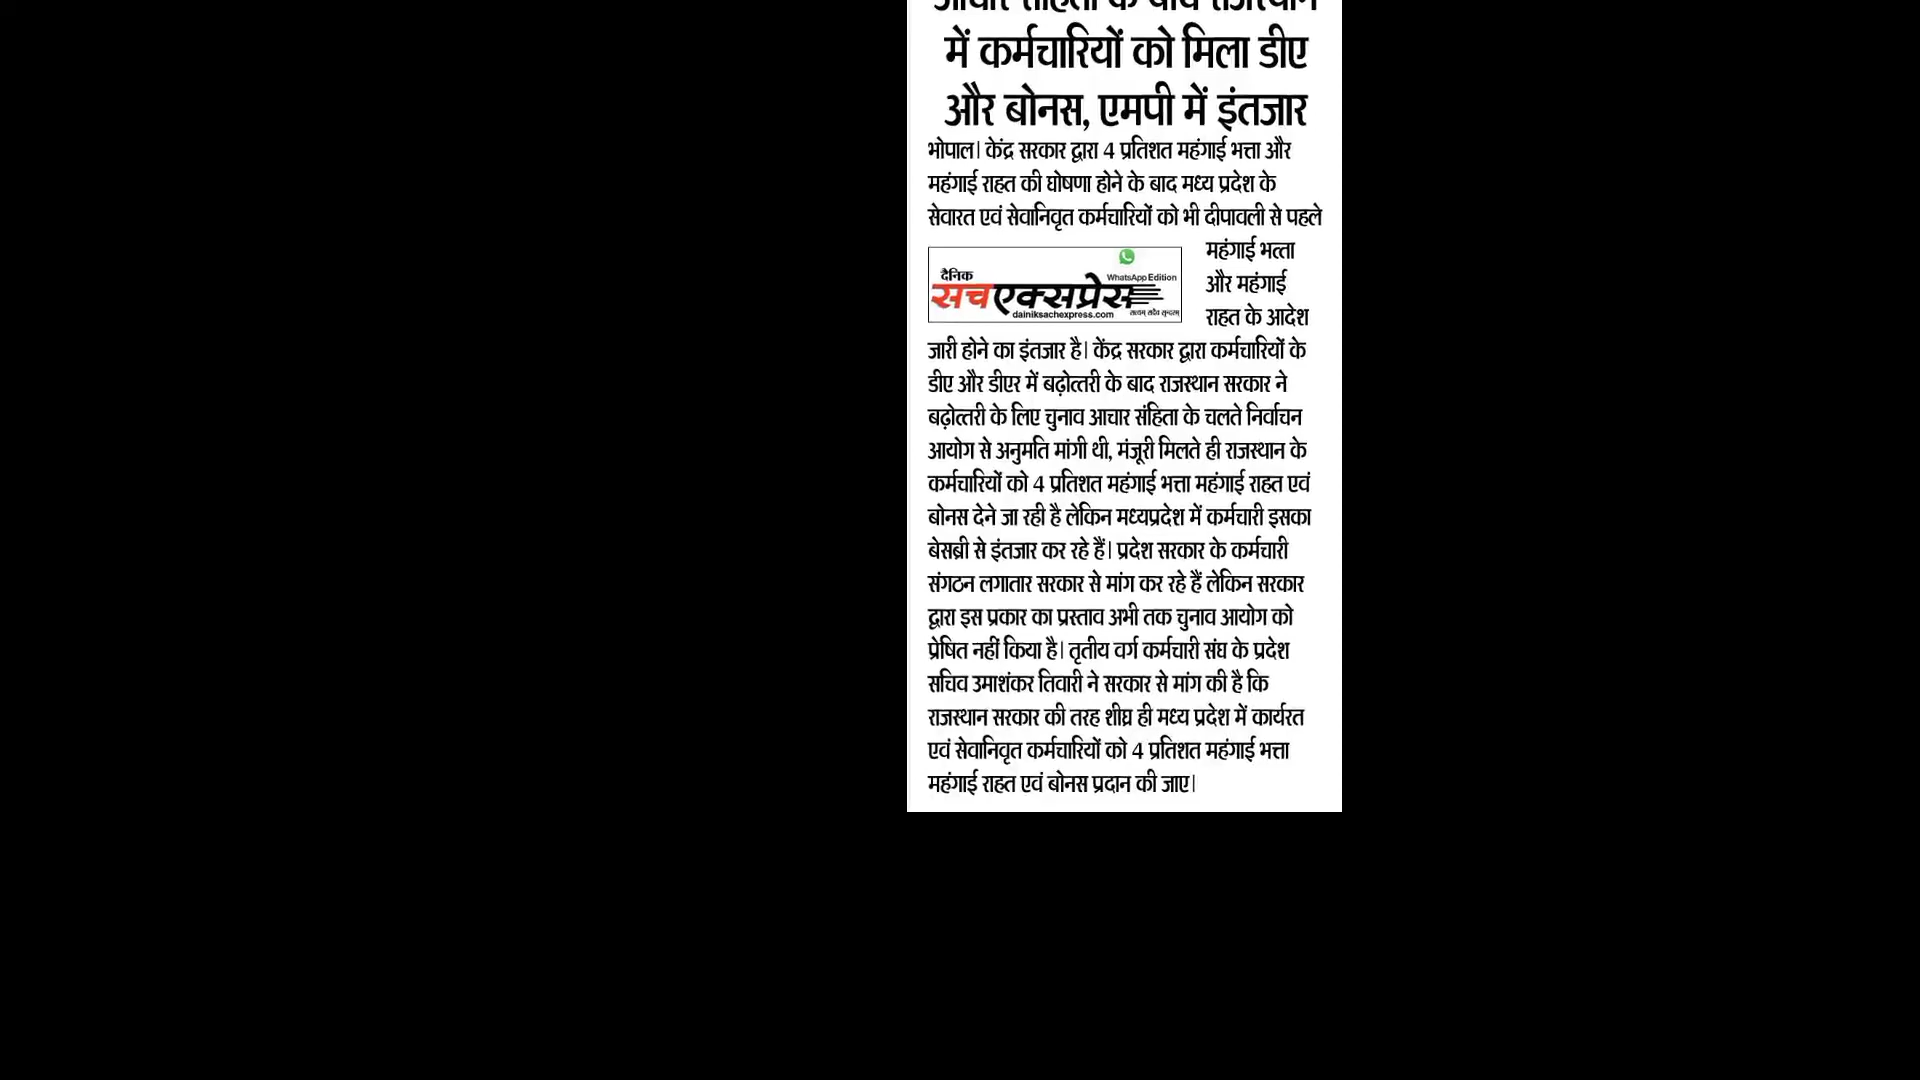 में कर्मचारियों को मिला डीए
और बोनस, एमपी में इंतजार
भोपाल। केंद्र सरकार द्वारा 4 प्रतिशत महंगाई भत्ता और
महंगाई राहत की घोषणा होने के बाद मध्य प्रदेश के
सेवारत एवं सेवानिवृत कर्मचारियों को भी दीपावली से पहले
महंगाई भत्ता
और महंगाई
राहत के आदेश
दैनिक
WhatsApp Edition
सचएक्सप्रेस
dainiksachexpress.com
सत्यम् सदैव सुन्दरम्
जारी होने का इंतजार है। केंद्र सरकार द्वारा कर्मचारियों के
डीए और डीएर में बढ़ोत्तरी के बाद राजस्थान सरकार ने
बढ़ोत्तरी के लिए चुनाव आचार संहिता के चलते निर्वाचन
आयोग से अनुमति मांगी थी, मंजूरी मिलते ही राजस्थान के
कर्मचारियों को 4 प्रतिशत महंगाई भत्ता महंगाई राहत एवं
बोनस देने जा रही है लेकिन मध्यप्रदेश में कर्मचारी इसका
बेसब्री से इंतजार कर रहे हैं। प्रदेश सरकार के कर्मचारी
संगठन लगातार सरकार से मांग कर रहे हैं लेकिन सरकार
द्वारा इस प्रकार का प्रस्ताव अभी तक चुनाव आयोग को
प्रेषित नहीं किया है। तृतीय वर्ग कर्मचारी संघ के प्रदेश
सचिव उमाशंकर तिवारी ने सरकार से मांग की है कि
राजस्थान सरकार की तरह शीघ्र ही मध्य प्रदेश में कार्यरत
एवं सेवानिवृत कर्मचारियों को 4 प्रतिशत महंगाई भत्ता
महंगाई राहत एवं बोनस प्रदान की जाए।